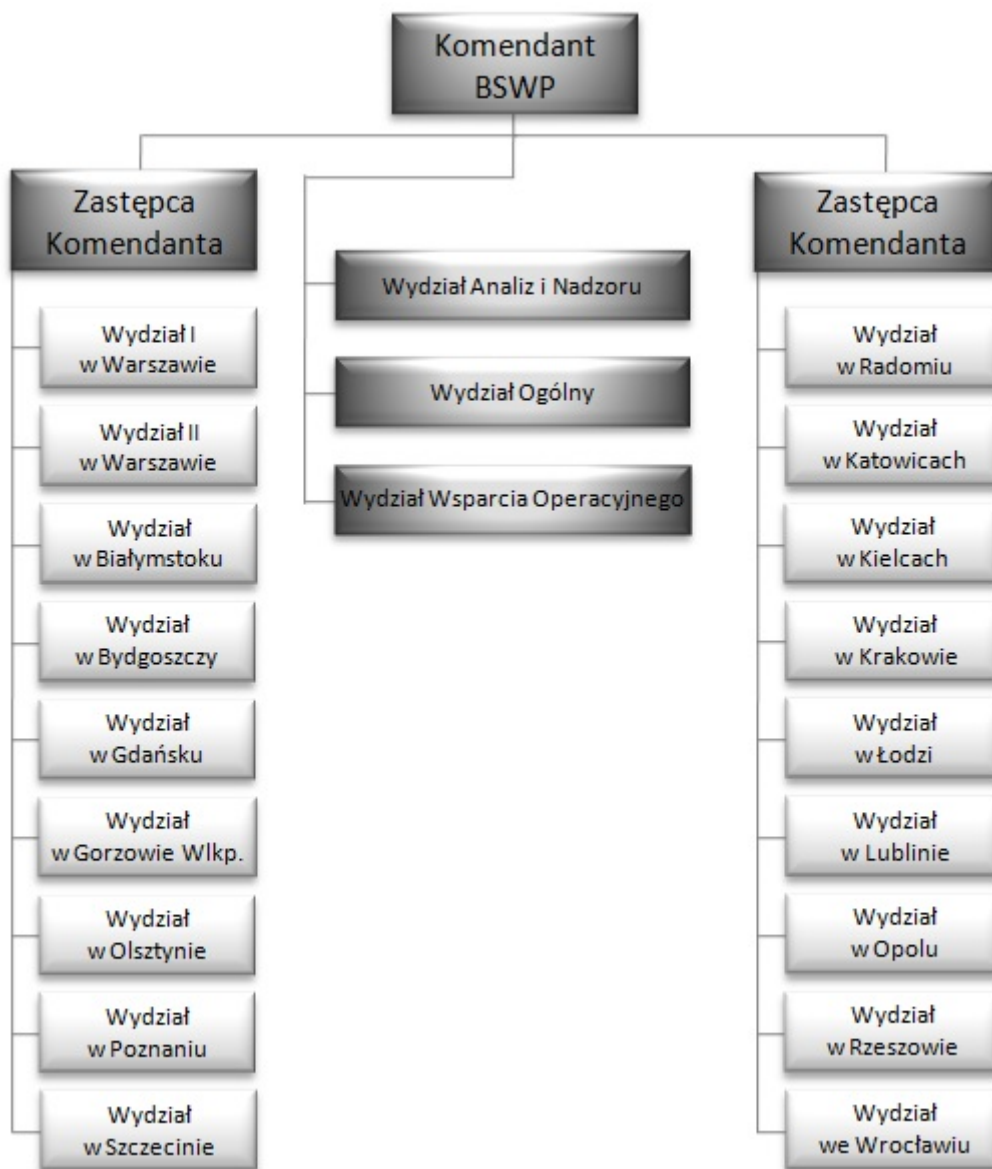 Komendant
BSWP
Zastępca
Komendanta
Wydział I
w Warszawie
Wydział II
w Warszawie
Wydział
w Białymstoku
Wydział
w Bydgoszczy
Wydział
w Gdańsku
Wydział
w Gorzowie Wlkp.
Wydział
w Olsztynie
Wydział
w Poznaniu
Wydział
w Szczecinie
Wydział Analiz i Nadzoru
Wydział Ogólny
Wydział Wsparcia Operacyjnego
Zastępca
Komendanta
Wydział
w Radomiu
Wydział
w Katowicach
Wydział
w Kielcach
Wydział
w Krakowie
Wydział
w Łodzi
Wydział
w Lublinie
Wydział
w Opolu
Wydział
w Rzeszowie
Wydział
we Wrocławiu